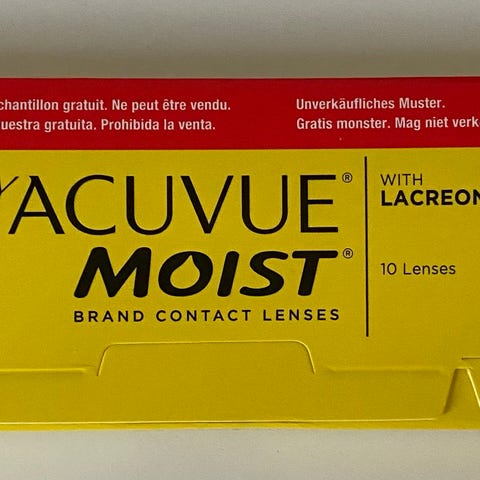 chantillon gratuit. Ne peut être vendu.
uestra gratuita. Prohibida la venta.
Unverkäufliches Muster.
Gratis monster. Mag niet verk
ACUVUE®
MOIST®
BRAND CONTACT LENSES
WITH
LACREON
10 Lenses